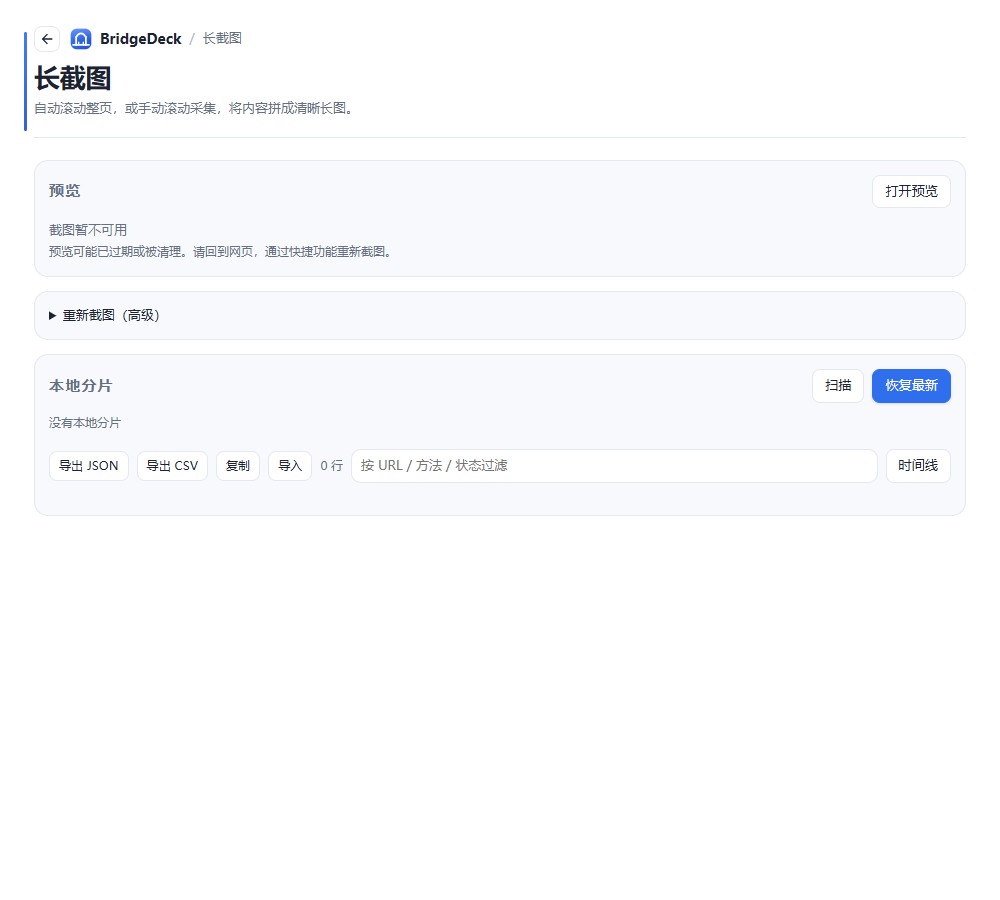 BridgeDeck / 长截图
长截图
自动滚动整页，或手动滚动采集，将内容拼成清晰长图。
预览
打开预览
截图暂不可用
预览可能已过期或被清理。请回到网页，通过快捷功能重新截图。
重新截图（高级）
本地分片
扫描
恢复最新
没有本地分片
导出 JSON
导出 CSV
复制
导入
0 行
按 URL / 方法 / 状态过滤
时间线